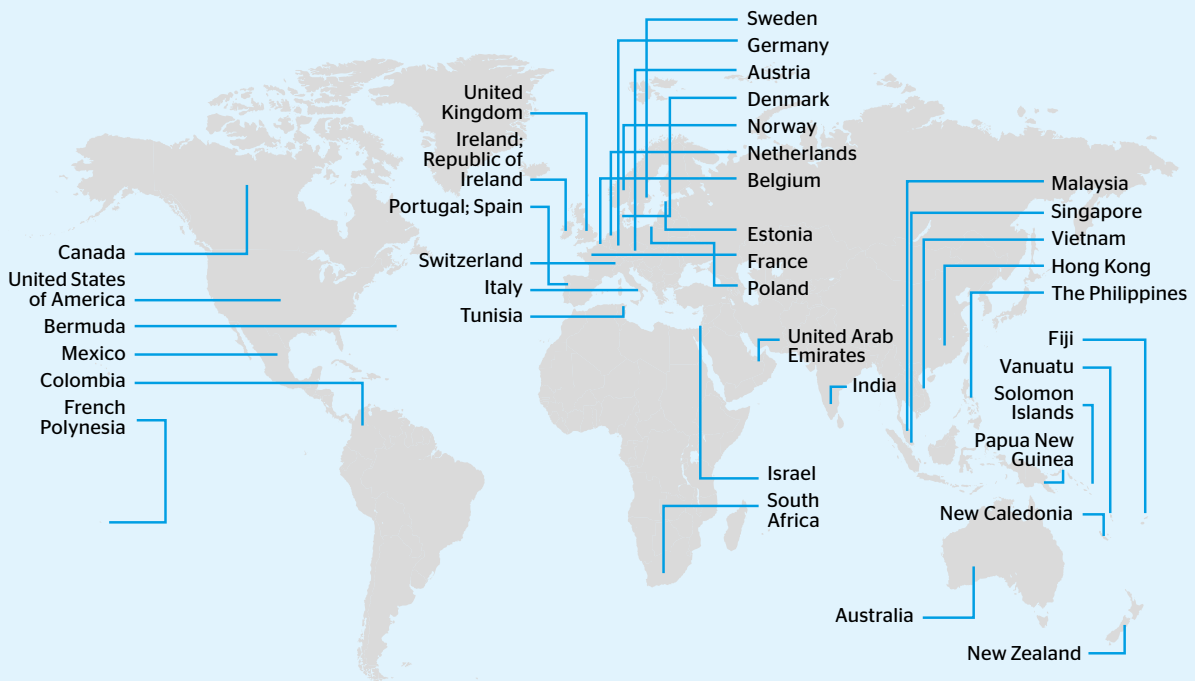 Sweden
Germany
Austria
Denmark
Norway
Netherlands
Belgium
Estonia
France
Poland
United
Kingdom
Ireland;
Republic of
Ireland
Portugal; Spain
Switzerland
Italy
Tunisia
Canada
United States
of America
Bermuda
Mexico
Colombia
French
Polynesia
United Arab
Emirates
India
Israel
South
Africa
Malaysia
Singapore
Vietnam
Hong Kong
The Philippines
Fiji
Vanuatu
Solomon
Islands
Papua New
Guinea
New Caledonia
Australia
New Zealand